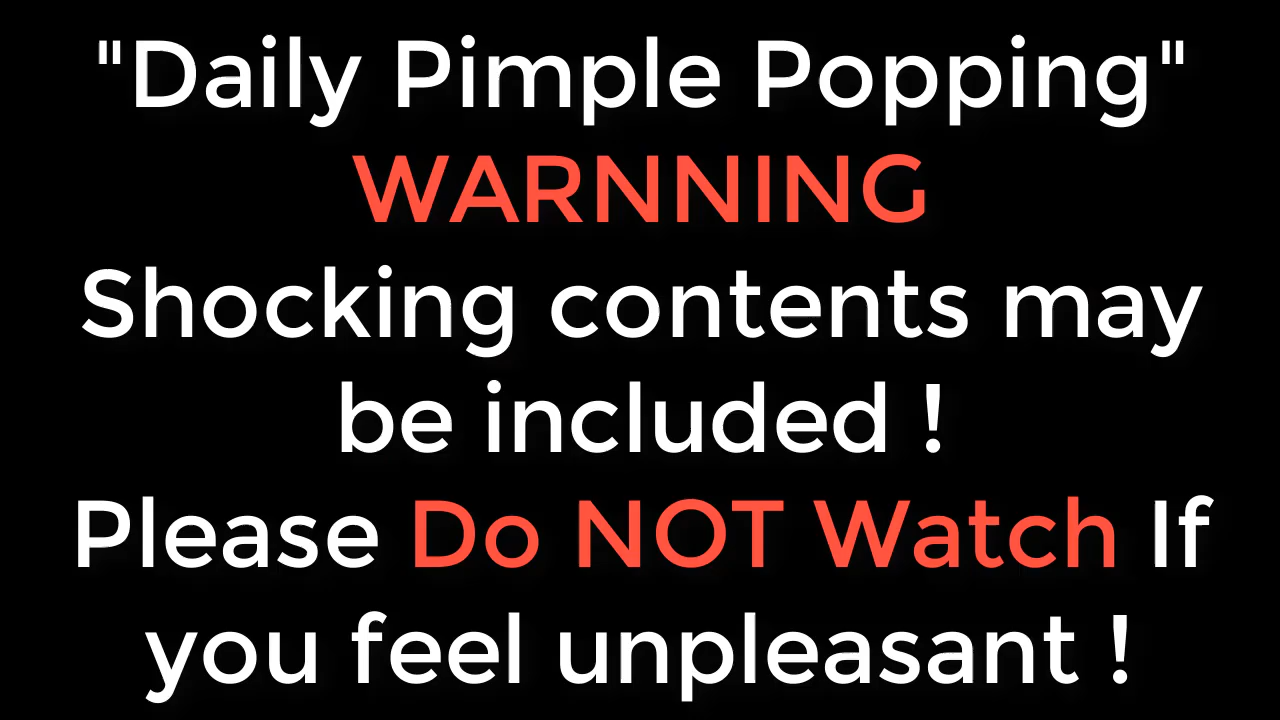 "Daily Pimple Popping"
WARNNING
Shocking contents may
be included !
Please Do NOT Watch If
you feel unpleasant !